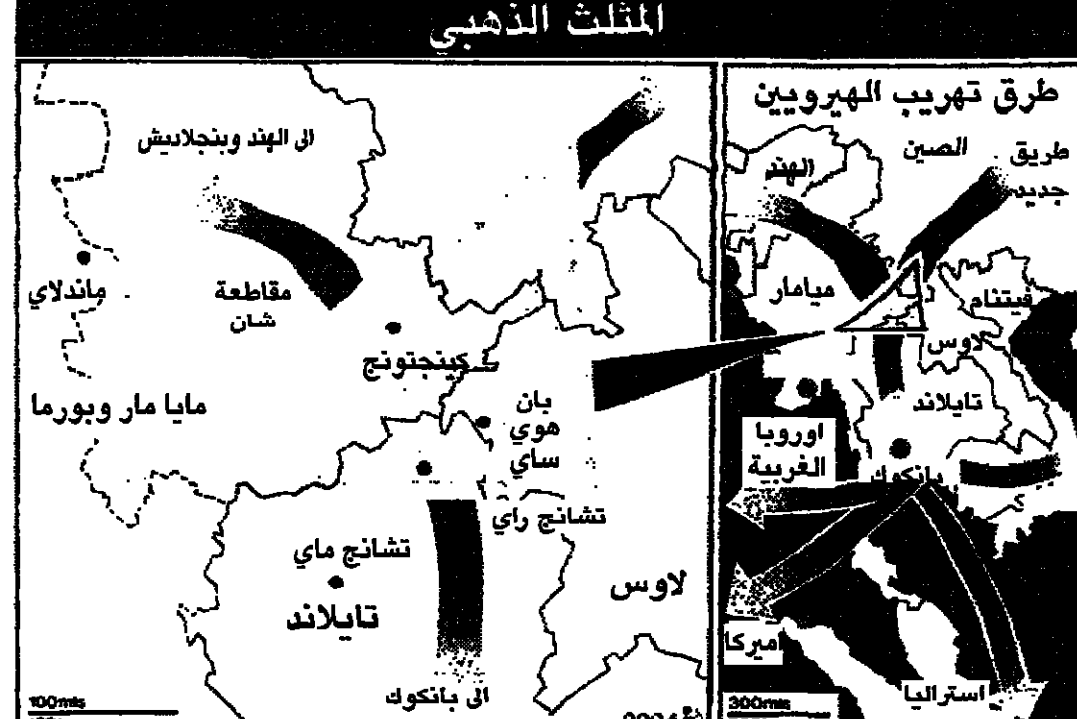 المثلث الذهبي
طرق تهريب الهيرويين
الصين
طريق
جديد
الهند
ميامار
فيتنام
لاوس
تايلاند
بانكوك
اوروبا
الغربية
اميركا
استراليا
300mls
الى الهند وبنجلاديش
ماندلاي
مقاطعة
شان
كينجتونج
مايا مار وبورما
بان
هوي
ساي
تشانج راي
تشانج ماي
تايلاند
لاوس
الى بانكوك
100mls